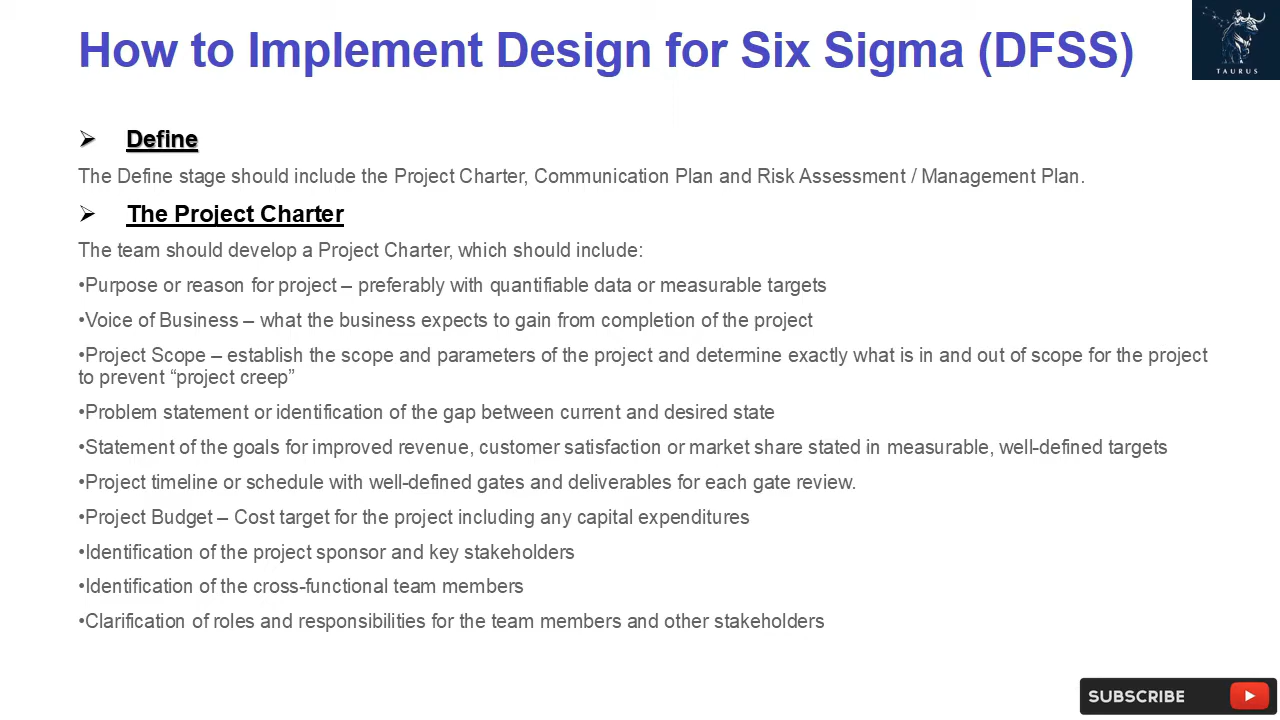 How to Implement Design for Six Sigma (DFSS)
TAURUS
➢ Define
The Define stage should include the Project Charter, Communication Plan and Risk Assessment / Management Plan.
➢ The Project Charter
The team should develop a Project Charter, which should include:
•Purpose or reason for project – preferably with quantifiable data or measurable targets
•Voice of Business – what the business expects to gain from completion of the project
•Project Scope – establish the scope and parameters of the project and determine exactly what is in and out of scope for the project
to prevent “project creep”
•Problem statement or identification of the gap between current and desired state
•Statement of the goals for improved revenue, customer satisfaction or market share stated in measurable, well-defined targets
•Project timeline or schedule with well-defined gates and deliverables for each gate review.
•Project Budget – Cost target for the project including any capital expenditures
•Identification of the project sponsor and key stakeholders
•Identification of the cross-functional team members
•Clarification of roles and responsibilities for the team members and other stakeholders
SUBSCRIBE